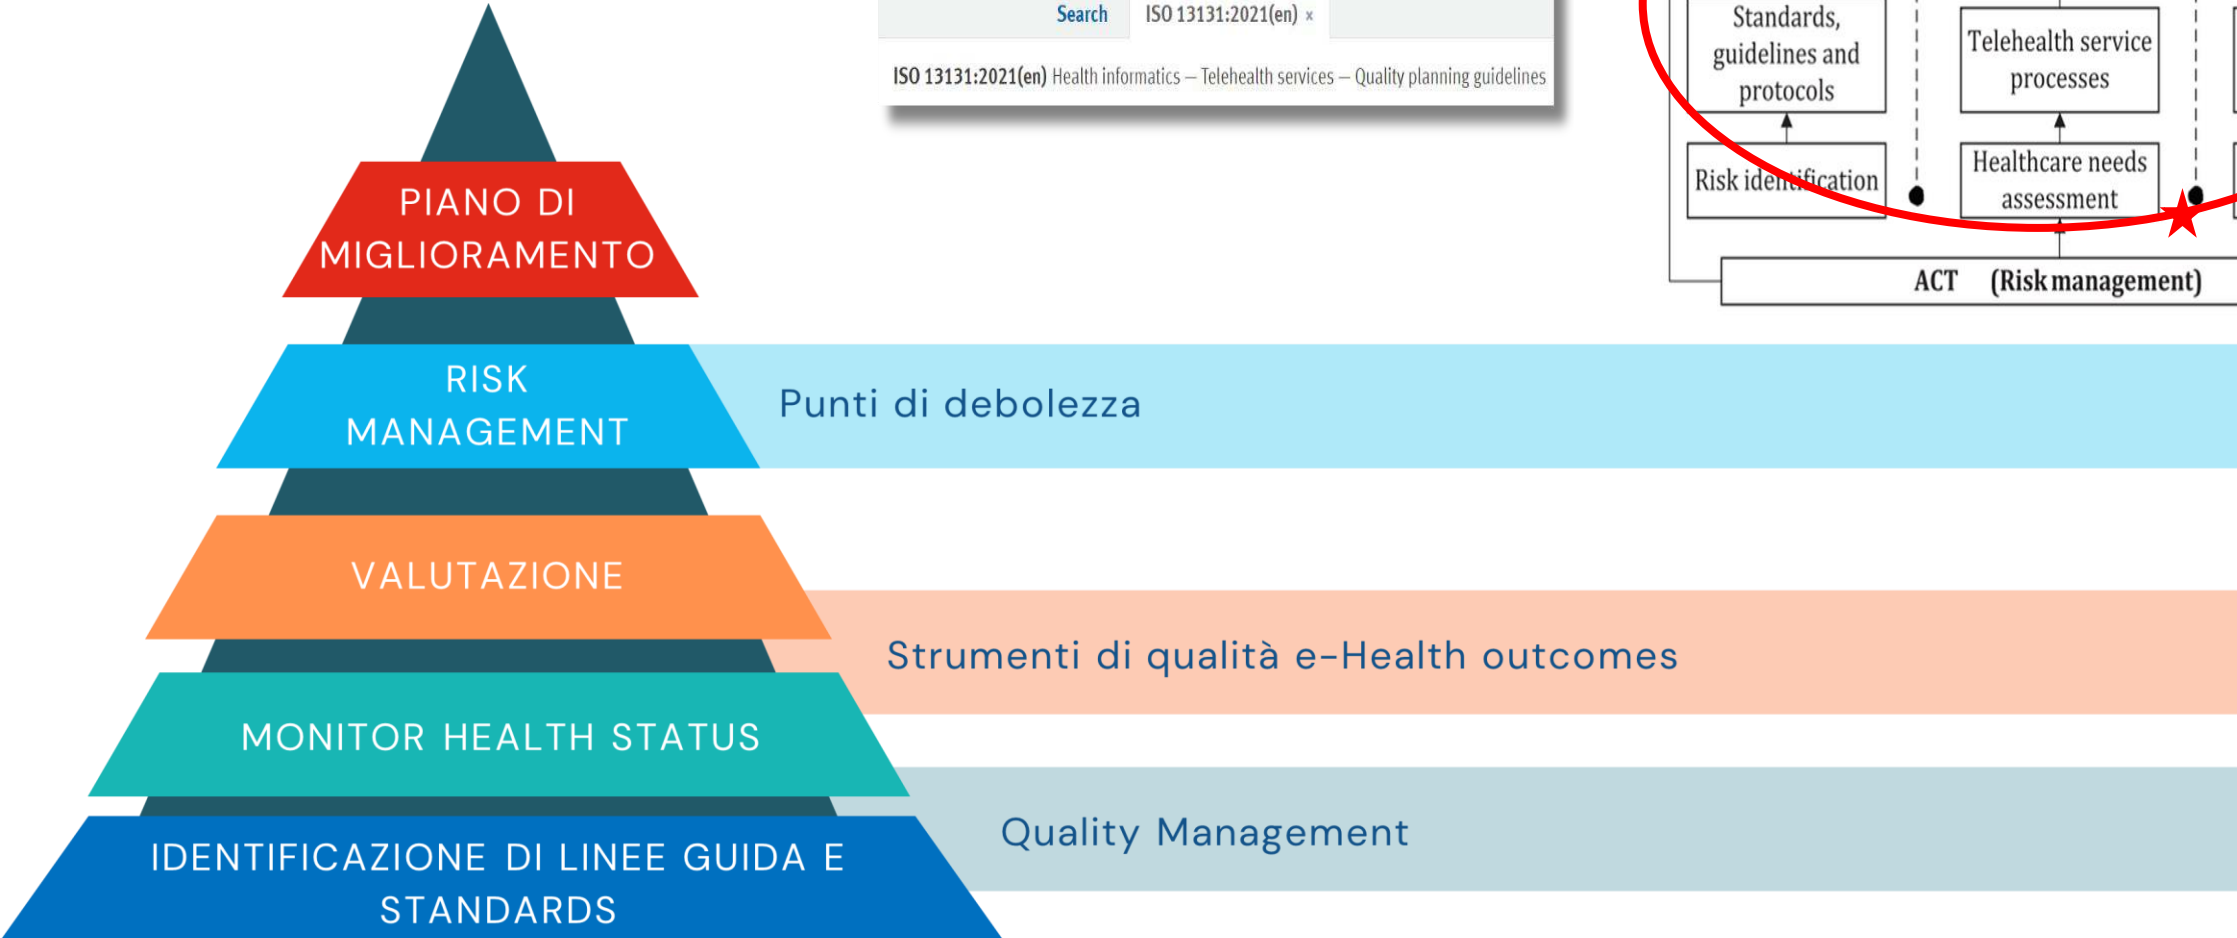 Search ISO 13131:2021(en) ×
ISO 13131:2021(en) Health informatics — Telehealth services — Quality planning guidelines
Standards,
guidelines and
protocols
Telehealth service
processes
Risk identification
Healthcare needs
assessment
ACT (Risk management)
PIANO DI
MIGLIORAMENTO
RISK
MANAGEMENT
Punti di debolezza
VALUTAZIONE
Strumenti di qualità e-Health outcomes
MONITOR HEALTH STATUS
Quality Management
IDENTIFICAZIONE DI LINEE GUIDA E
STANDARDS